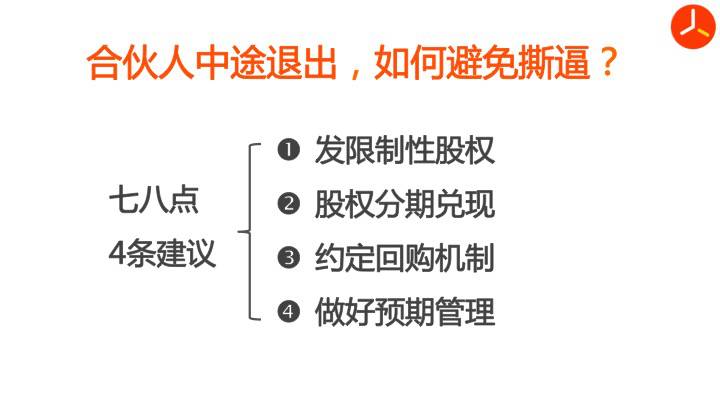 合伙人中途退出，如何避免撕逼？
七八点
4条建议
❶ 发限制性股权
❷ 股权分期兑现
❸ 约定回购机制
❹ 做好预期管理